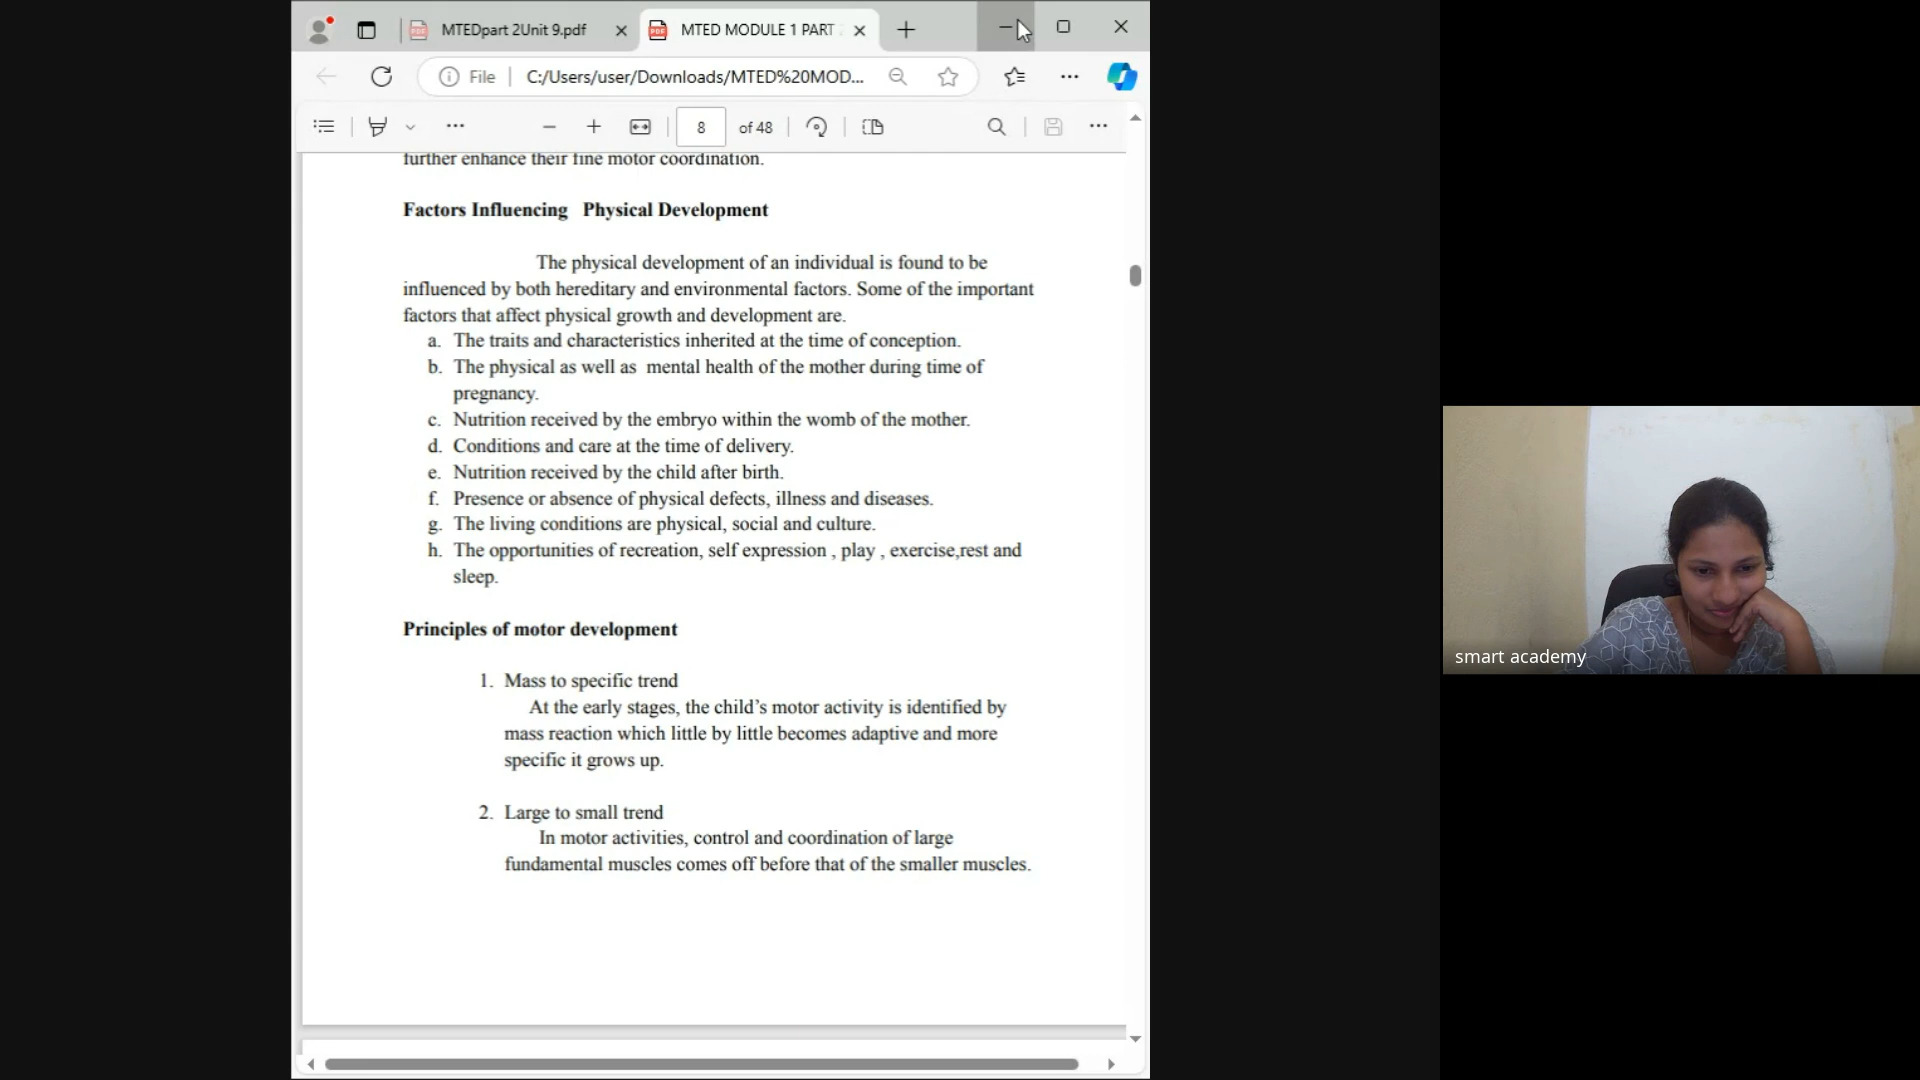 MTEDpart 2Unit 9.pdf
MTED MODULE 1 PART
File
C:/Users/user/Downloads/MTED%20MOD...
8
of 48
further enhance their fine motor coordination.
Factors Influencing Physical Development
The physical development of an individual is found to be
influenced by both hereditary and environmental factors. Some of the important
factors that affect physical growth and development are.
a. The traits and characteristics inherited at the time of conception.
b. The physical as well as mental health of the mother during time of
pregnancy.
c. Nutrition received by the embryo within the womb of the mother.
d. Conditions and care at the time of delivery.
e. Nutrition received by the child after birth.
f. Presence or absence of physical defects, illness and diseases.
g. The living conditions are physical, social and culture.
h. The opportunities of recreation, self expression , play , exercise,rest and
sleep.
Principles of motor development
1. Mass to specific trend
At the early stages, the child’s motor activity is identified by
mass reaction which little by little becomes adaptive and more
specific it grows up.
2. Large to small trend
In motor activities, control and coordination of large
fundamental muscles comes off before that of the smaller muscles.
smart academy